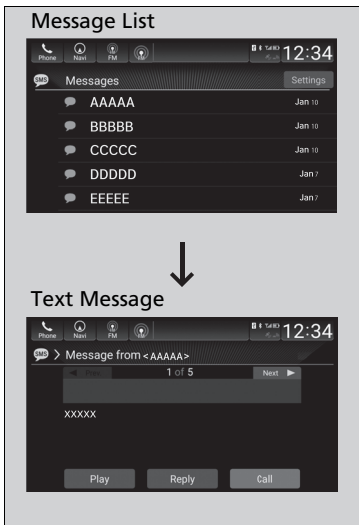 Message List
Phone Navi FM 12:34
SMS Messages Settings
AAAAA Jan 10
BBBBB Jan 10
CCCCC Jan 10
DDDDD Jan 7
EEEEE Jan 7
Text Message
Phone Navi FM 12:34
SMS Message from <AAAAA>
Prev 1 of 5 Next
xxxxx
Play Reply Call